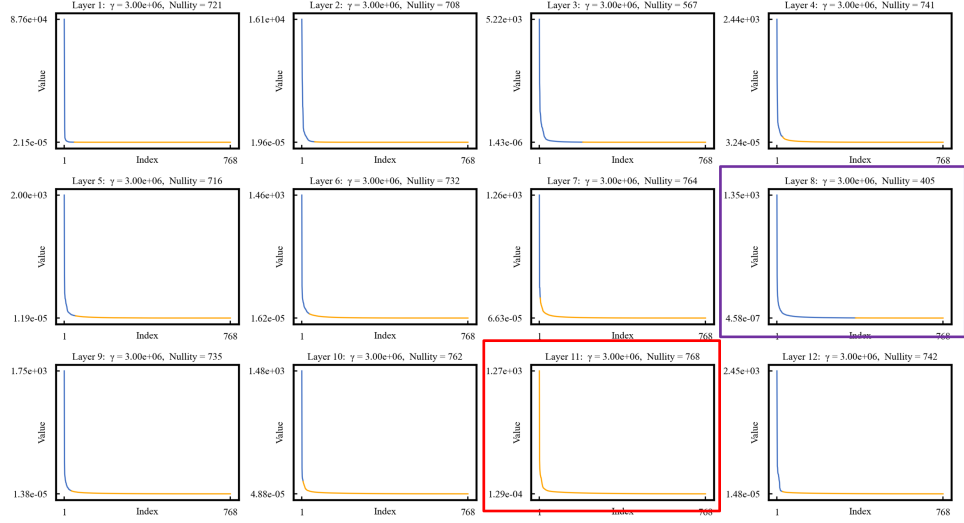 Layer 1: γ = 3.00e+06, Nullity = 721
8.76e+04
Value
2.15e-05
1
Index
768
Layer 2: γ = 3.00e+06, Nullity = 708
1.61e+04
Value
1.96e-05
1
Index
768
Layer 3: γ = 3.00e+06, Nullity = 567
5.22e+03
Value
1.43e-06
1
Index
768
Layer 4: γ = 3.00e+06, Nullity = 741
2.44e+03
Value
3.24e-05
1
Index
768
Layer 5: γ = 3.00e+06, Nullity = 716
2.00e+03
Value
1.19e-05
1
Index
768
Layer 6: γ = 3.00e+06, Nullity = 732
1.46e+03
Value
1.62e-05
1
Index
768
Layer 7: γ = 3.00e+06, Nullity = 764
1.26e+03
Value
6.63e-05
1
Index
768
Layer 8: γ = 3.00e+06, Nullity = 405
1.35e+03
Value
4.58e-07
1
Index
768
Layer 9: γ = 3.00e+06, Nullity = 735
1.75e+03
Value
1.38e-05
1
Index
768
Layer 10: γ = 3.00e+06, Nullity = 762
1.48e+03
Value
4.88e-05
1
Index
768
Layer 11: γ = 3.00e+06, Nullity = 768
1.27e+03
Value
1.29e-04
1
Index
768
Layer 12: γ = 3.00e+06, Nullity = 742
2.45e+03
Value
1.48e-05
1
Index
768